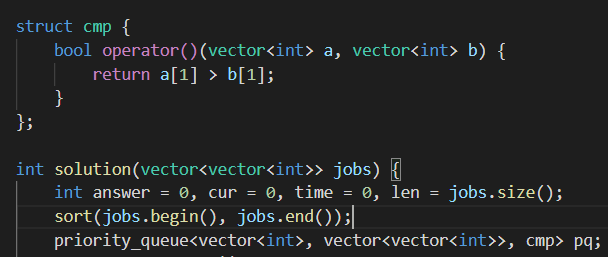 struct cmp {
    bool operator()(vector<int> a, vector<int> b) {
        return a[1] > b[1];
    }
};

int solution(vector<vector<int>> jobs) {
    int answer = 0, cur = 0, time = 0, len = jobs.size();
    sort(jobs.begin(), jobs.end());
    priority_queue<vector<int>, vector<vector<int>>, cmp> pq;